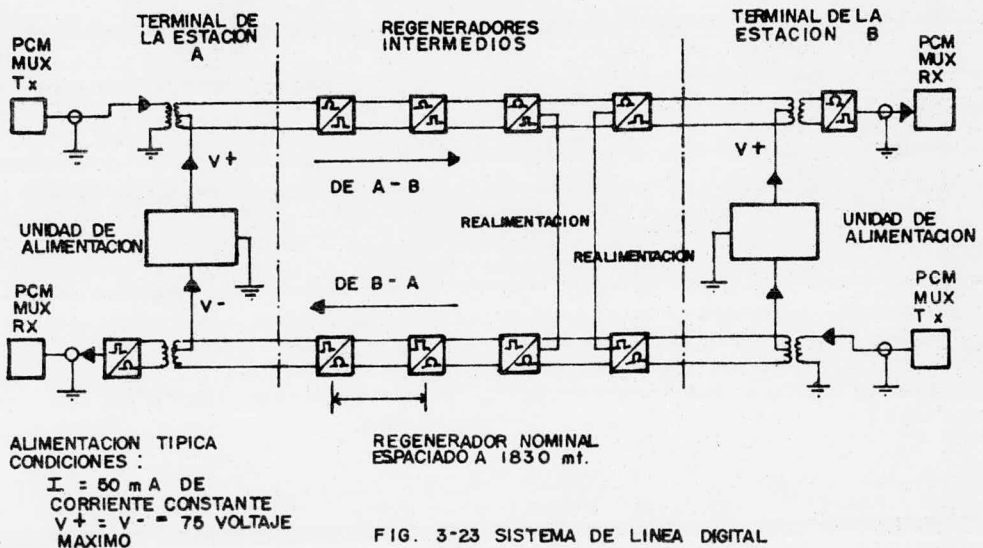 PCM
MUX
Tx
TERMINAL DE
LA ESTACION
A
REGENERADORES
INTERMEDIOS
TERMINAL DE LA
ESTACION B
PCM
MUX
RX
V+
DE A - B
V+
UNIDAD DE
ALIMENTACION
REALIMENTACION
REALIMENTACION
UNIDAD DE
ALIMENTACION
V-
DE B - A
PCM
MUX
RX
PCM
MUX
Tx
ALIMENTACION TIPICA
CONDICIONES :
I = 50 mA DE
CORRIENTE CONSTANTE
V+ = V- = 75 VOLTAJE
MAXIMO
REGENERADOR NOMINAL
ESPACIADO A 1830 mt.
FIG. 3-23 SISTEMA DE LINEA DIGITAL